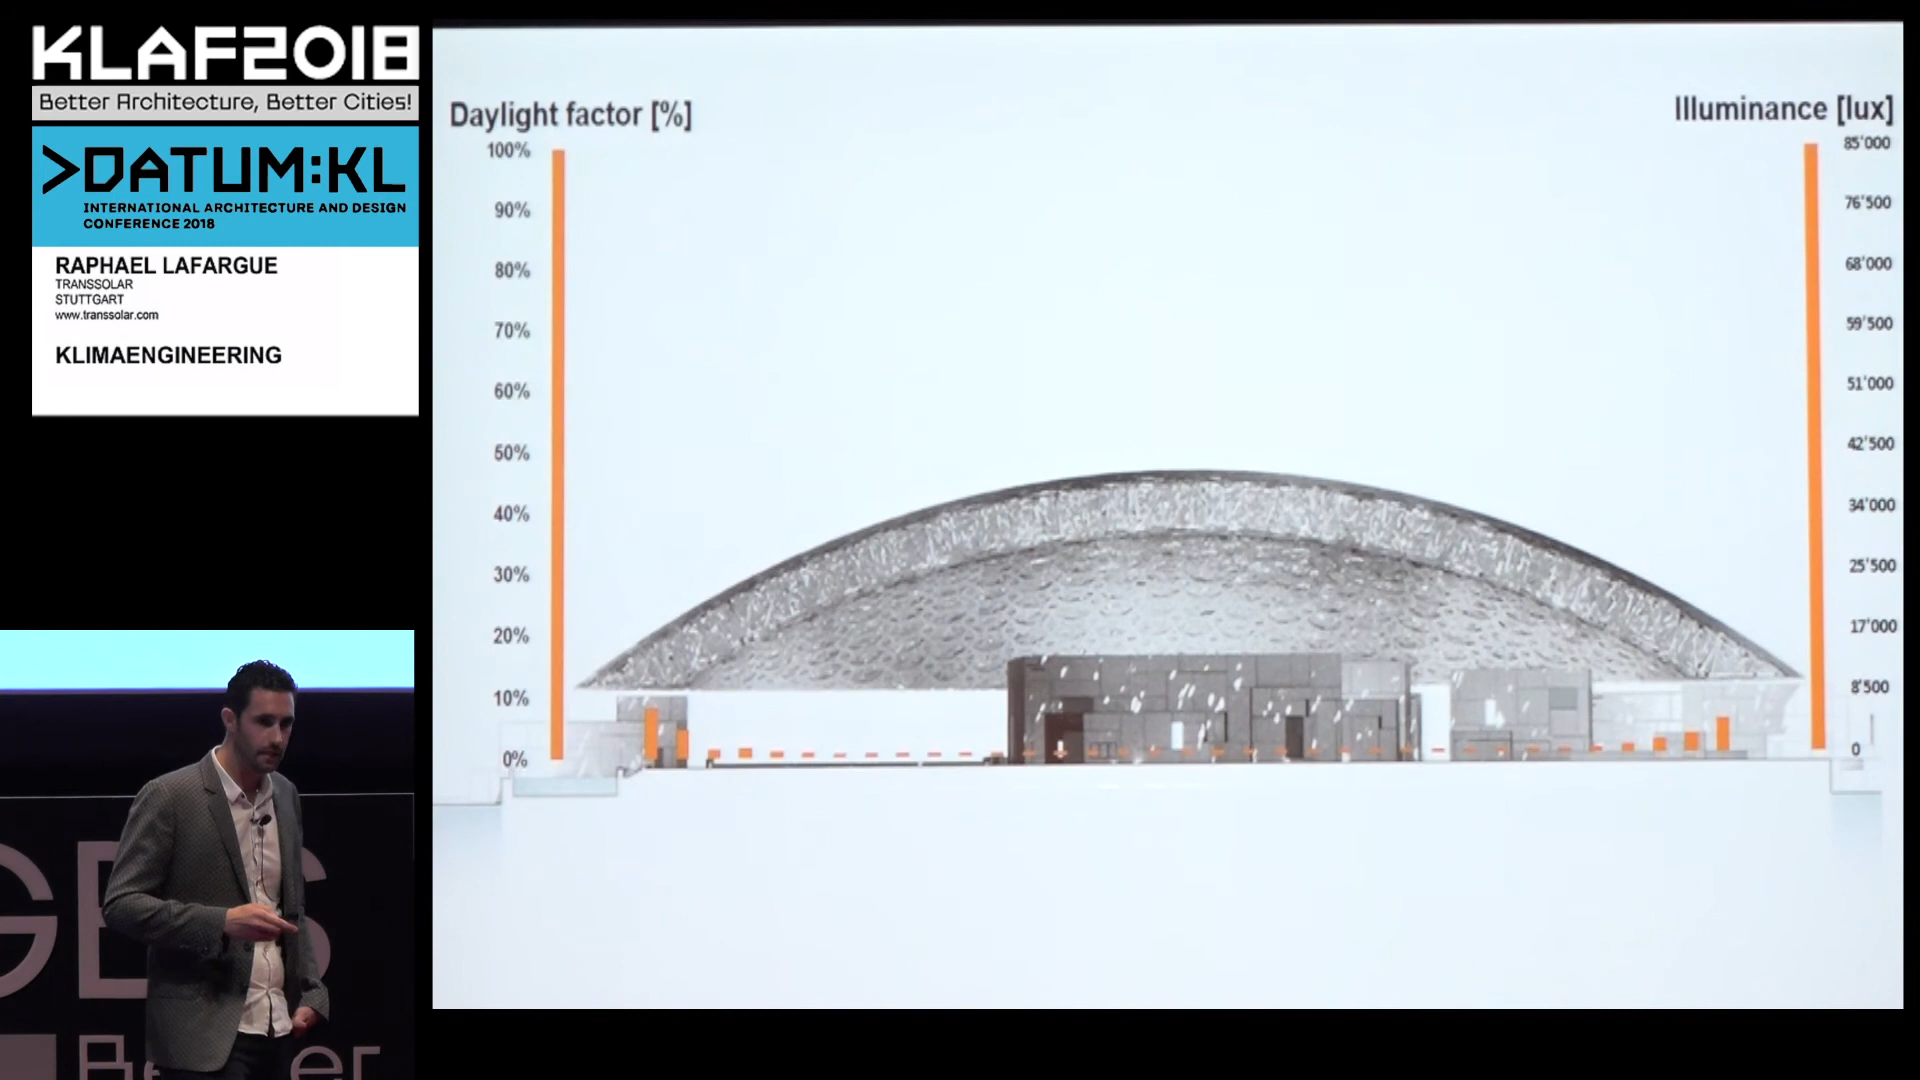 KLAF2018
Better Architecture, Better Cities!
>DATUM:KL
INTERNATIONAL ARCHITECTURE AND DESIGN
CONFERENCE 2018
RAPHAEL LAFARGUE
TRANSSOLAR
STUTTGART
www.transsolar.com
KLIMAENGINEERING
Daylight factor [%]
100%
90%
80%
70%
60%
50%
40%
30%
20%
10%
0%
Illuminance [lux]
85'000
76'500
68'000
59'500
51'000
42'500
34'000
25'500
17'000
8'500
0